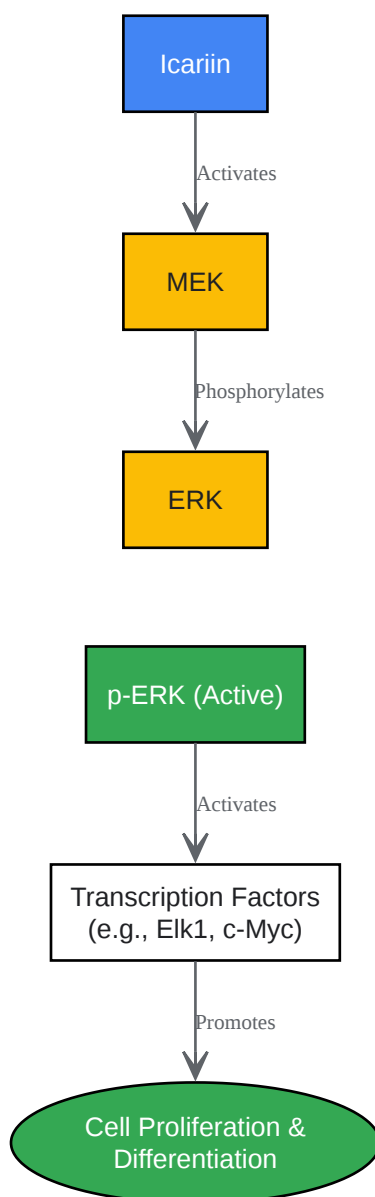 Icariin
Activates
MEK
Phosphorylates
ERK
p-ERK (Active)
Activates
Transcription Factors
(e.g., Elk1, c-Myc)
Promotes
Cell Proliferation &
Differentiation